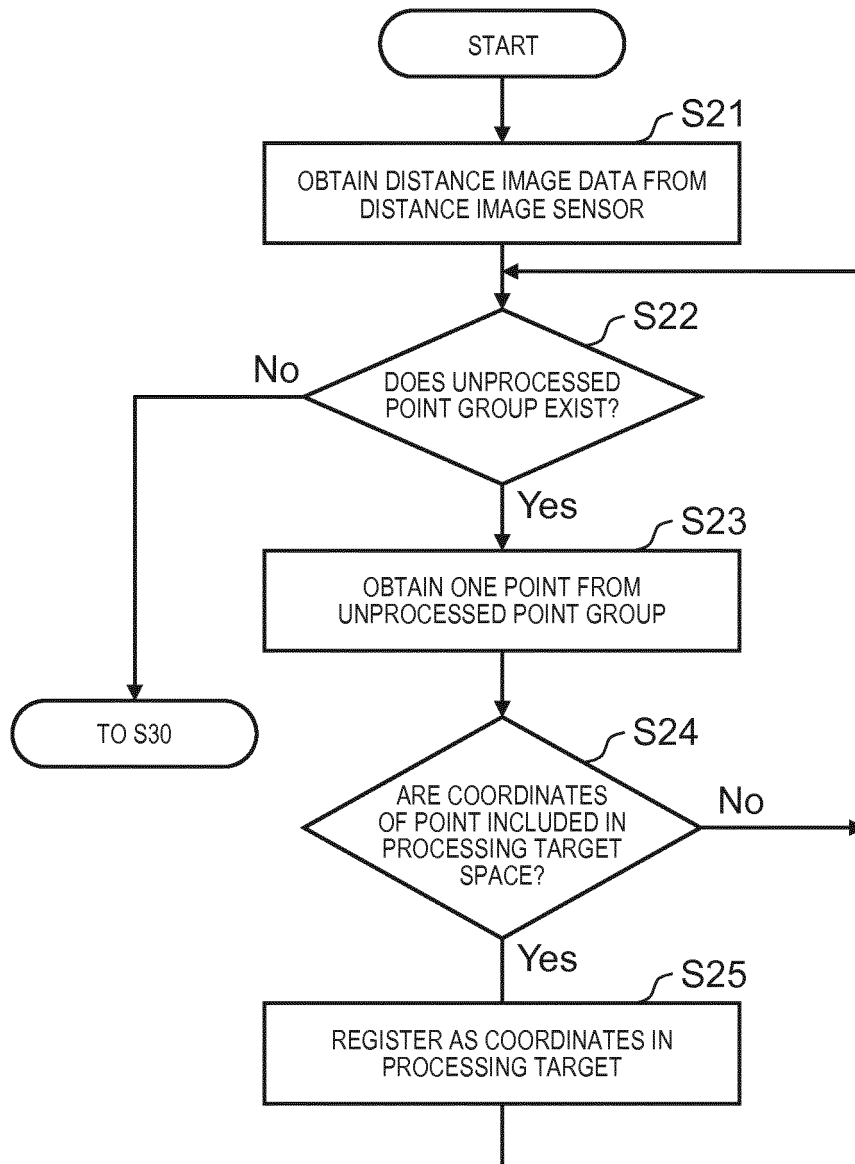 START
S21
OBTAIN DISTANCE IMAGE DATA FROM
DISTANCE IMAGE SENSOR
S22
No
DOES UNPROCESSED
POINT GROUP EXIST?
Yes
S23
OBTAIN ONE POINT FROM
UNPROCESSED POINT GROUP
TO S30
S24
ARE COORDINATES
OF POINT INCLUDED IN
PROCESSING TARGET
SPACE?
No
Yes
S25
REGISTER AS COORDINATES IN
PROCESSING TARGET